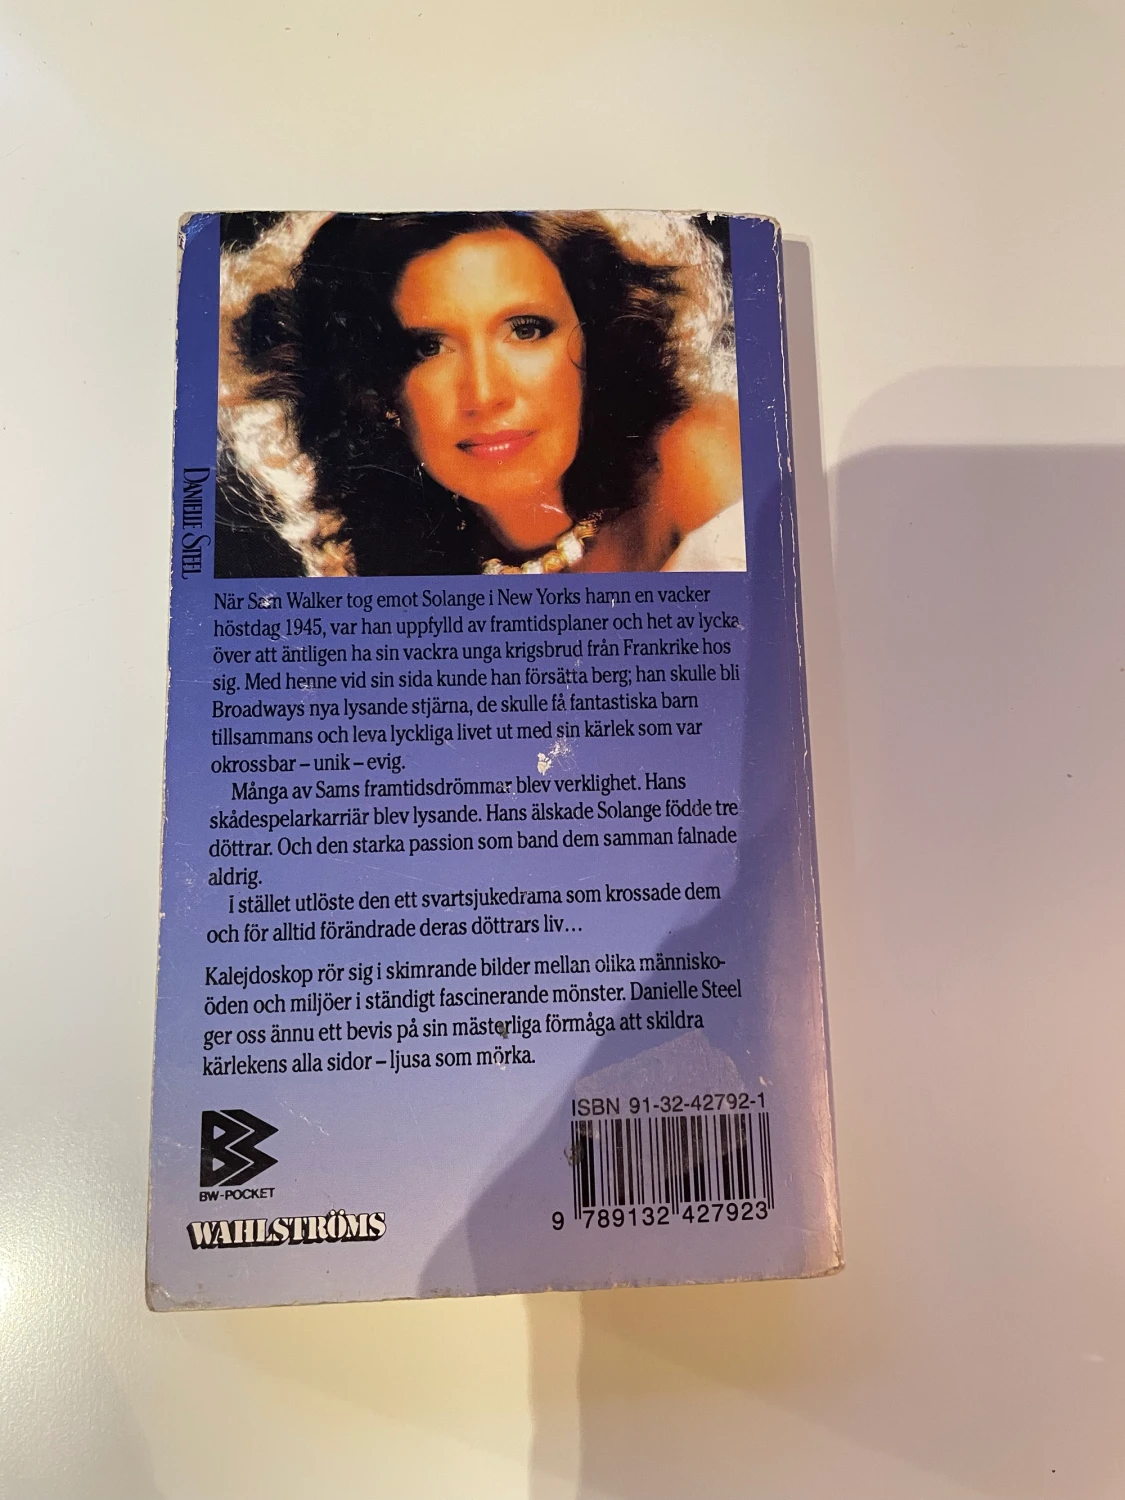 DANIELLE STEEL
När Sam Walker tog emot Solange i New Yorks hamn en vacker
höstdag 1945, var han uppfylld av framtidsplaner och het av lycka
över att äntligen ha sin vackra unga krigsbrud från Frankrike hos
sig. Med henne vid sin sida kunde han försätta berg; han skulle bli
Broadways nya lysande stjärna, de skulle få fantastiska barn
tillsammans och leva lyckliga livet ut med sin kärlek som var
okrossbar – unik – evig.
Många av Sams framtidsdrömmar blev verklighet. Hans
skådespelarkarriär blev lysande. Hans älskade Solange födde tre
döttrar. Och den starka passion som band dem samman falnade
aldrig.
I stället utlöste den ett svartsjukedrama som krossade dem
och för alltid förändrade deras döttrars liv...
Kalejdoskop rör sig i skimrande bilder mellan olika människo-
öden och miljöer i ständigt fascinerande mönster. Danielle Steel
ger oss ännu ett bevis på sin mästerliga förmåga att skildra
kärlekens alla sidor – ljusa som mörka.
ISBN 91-32-42792-1
9 789132 427923
BW-POCKET
WAHLSTRÖMS